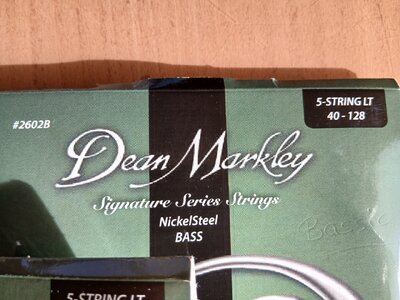 5-STRING LT
40 - 128
#2602B
Dean Markley
Signature Series Strings
NickelSteel
BASS
5-STRING LT